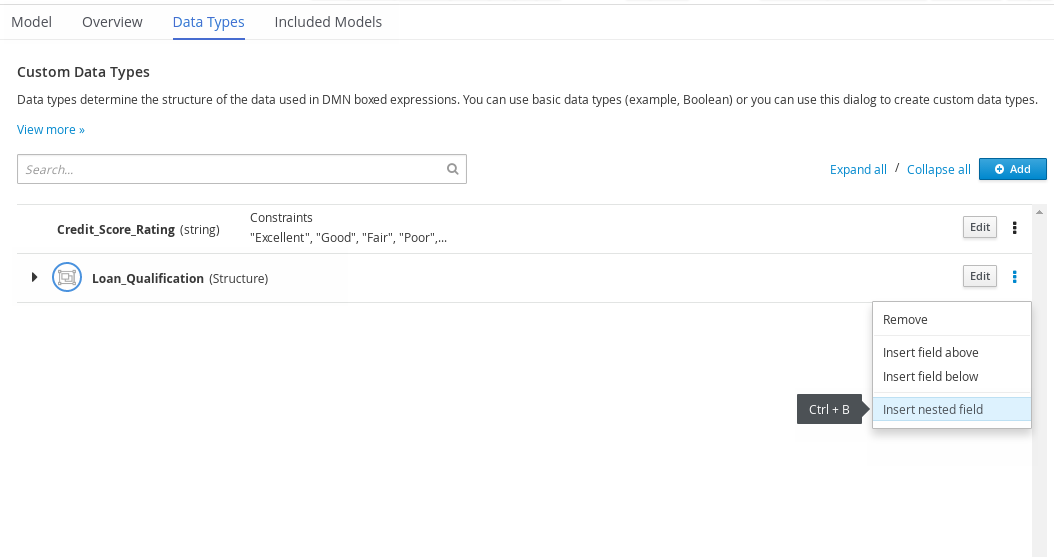 Model Overview Data Types Included Models
Custom Data Types
Data types determine the structure of the data used in DMN boxed expressions. You can use basic data types (example, Boolean) or you can use this dialog to create custom data types.
View more »
Search...
Expand all / Collapse all Add
Constraints
Credit_Score_Rating (string)
"Excellent", "Good", "Fair", "Poor",...
Edit
Loan_Qualification (Structure)
Edit
Remove
Insert field above
Insert field below
Ctrl + B
Insert nested field